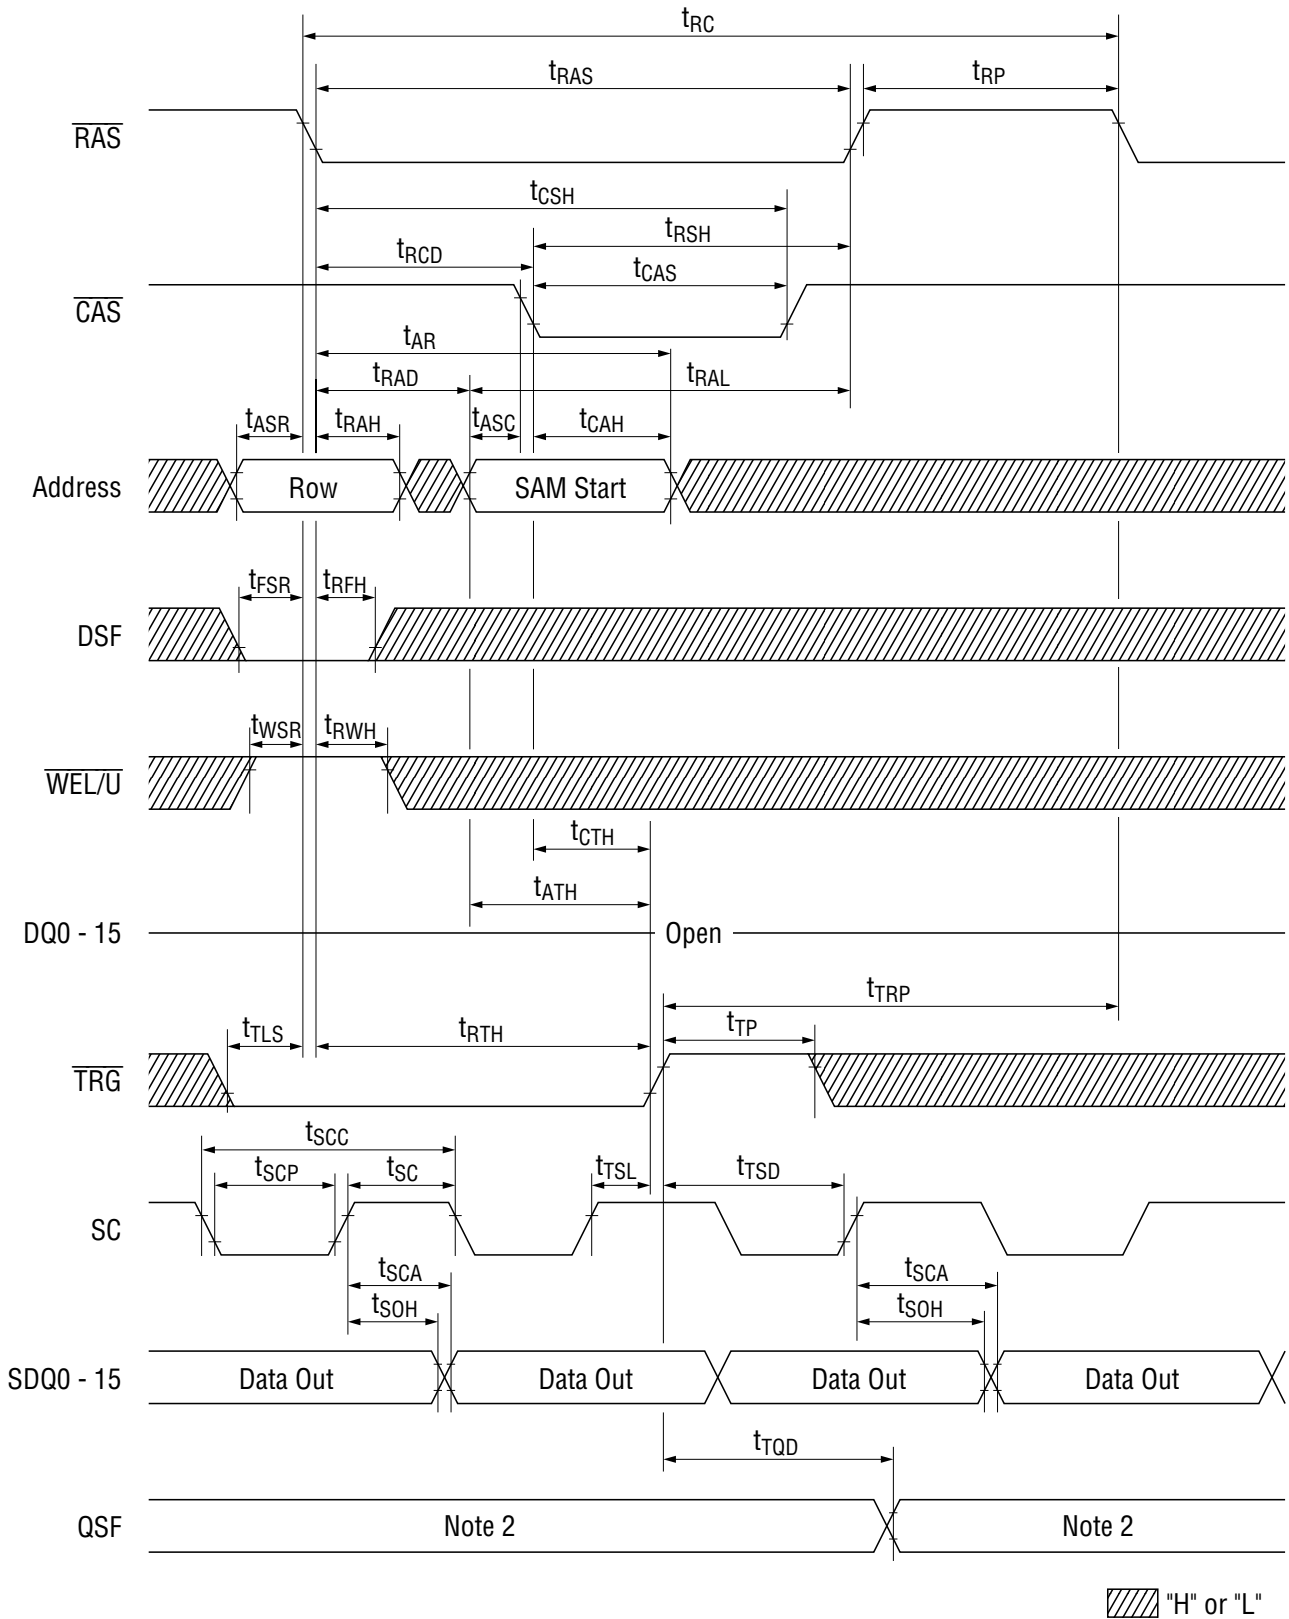 tRC
tRAS
tRP
RAS
tCSH
tRSH
tRCD
tCAS
CAS
tAR
tRAD
tRAL
tASR
tRAH
tASC
tCAH
Address
Row
SAM Start
tFSR
tRFH
DSF
tWSR
tRWH
WEL/U
tCTH
tATH
DQ0 - 15
Open
tTRP
tTLS
tRTH
tTP
TRG
tSCC
tSCP
tSC
tTSL
tTSD
SC
tSCA
tSCA
tSOH
tSOH
SDQ0 - 15
Data Out
Data Out
Data Out
Data Out
tTQD
QSF
Note 2
Note 2
"H" or "L"